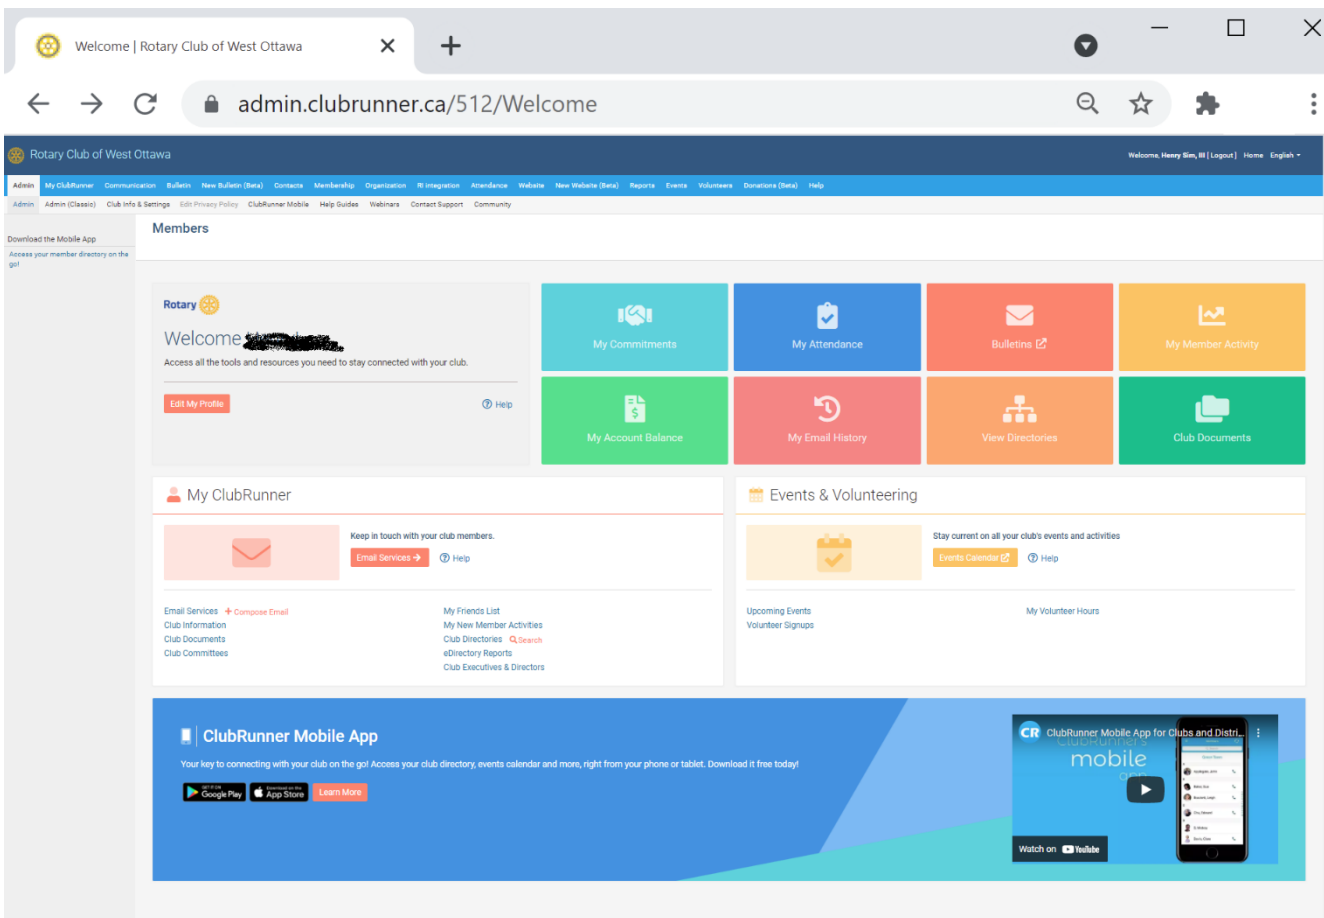 Welcome | Rotary Club of West Ottawa
admin.clubrunner.ca/512/Welcome
Rotary Club of West Ottawa
Welcome, Henry Sim, III [ Logout ] Home English
Admin My ClubRunner Communication Bulletin New Bulletin (Beta) Contacts Membership Organization RI Integration Attendance Website New Website (Beta) Reports Events Volunteers Donations (Beta) Help
Admin Admin (Classic) Club Info & Settings Edit Privacy Policy ClubRunner Mobile Help Guides Webinars Contact Support Community
Download the Mobile App
Access your member directory on the
go!
Members
Rotary
Welcome
Access all the tools and resources you need to stay connected with your club.
Edit My Profile Help
My Commitments
My Attendance
Bulletins
My Member Activity
My Account Balance
My Email History
View Directories
Club Documents
My ClubRunner
Keep in touch with your club members.
Email Services Help
Email Services + Compose Email
Club Information
Club Documents
Club Committees
My Friends List
My New Member Activities
Club Directories Search
eDirectory Reports
Club Executives & Directors
Events & Volunteering
Stay current on all your club's events and activities
Events Calendar Help
Upcoming Events
Volunteer Signups
My Volunteer Hours
ClubRunner Mobile App
Your key to connecting with your club on the go! Access your club directory, events calendar and more, right from your phone or tablet. Download it free today!
GET IT ON
Google Play
Download on the
App Store
Learn More
CR ClubRunner Mobile App for Clubs and Distri...
ClubRunner's
mobile
app
Watch on YouTube